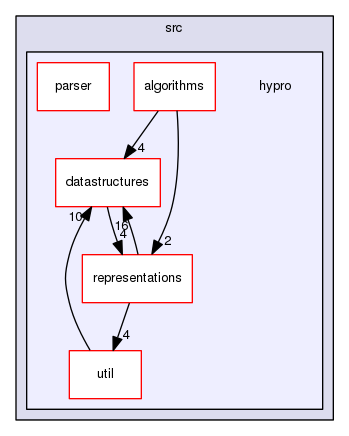 src
parser
algorithms
hypro
4
datastructures
10
16
4
2
representations
4
util